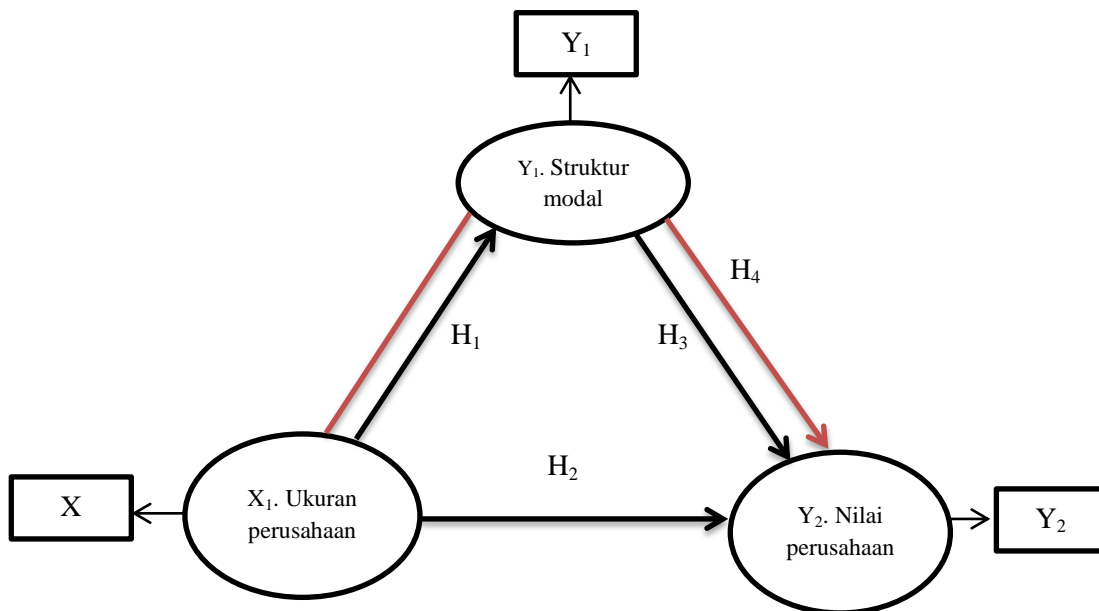 Y₁
Y₁. Struktur
modal
H₄
H₁
H₃
H₂
X
X₁. Ukuran
perusahaan
Y₂. Nilai
perusahaan
Y₂